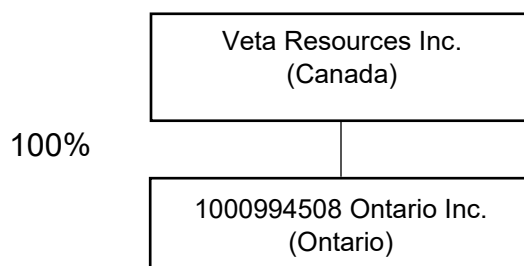 Veta Resources Inc.
(Canada)
100%
1000994508 Ontario Inc.
(Ontario)